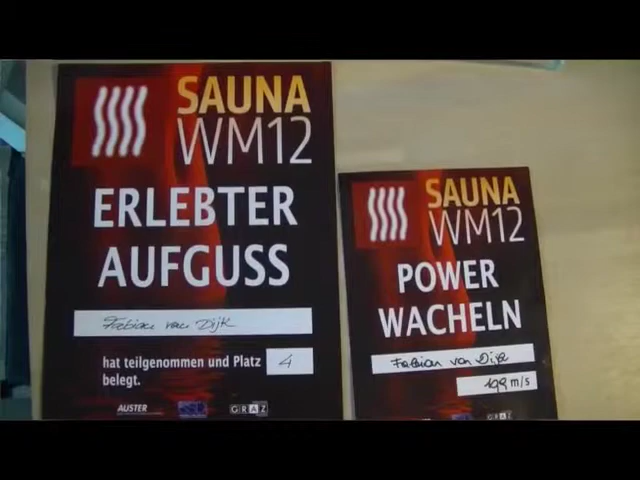 SAUNA
WM12
ERLEBTER
AUFGUSS
Fabian van Dijk
hat teilgenommen und Platz 4
belegt.
AUSTER
GRAZ
SAUNA
WM12
POWER
WACHELN
Fabian van Dijk
m/s
GRAZ